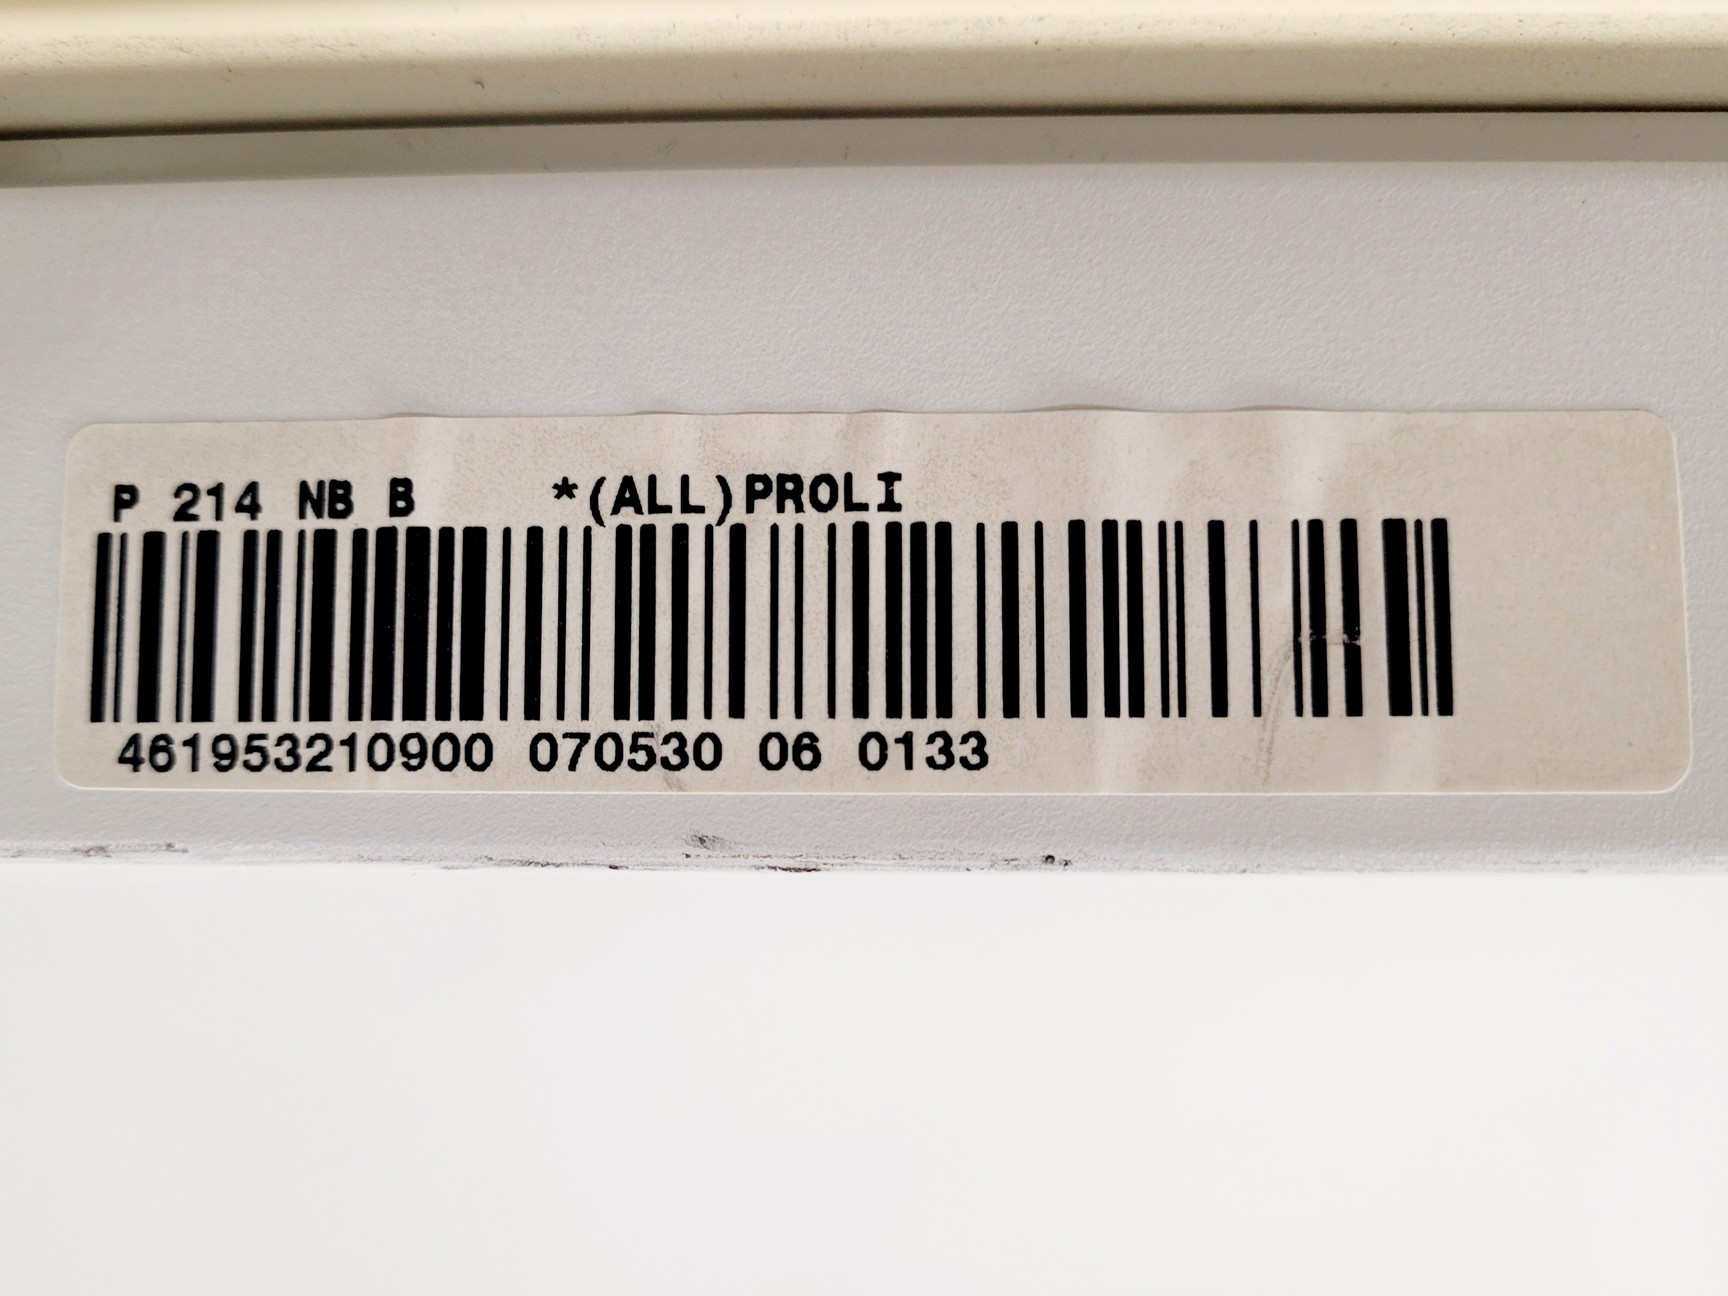 P 214 NB B *(ALL)PROLI
461953210900 070530 06 0133